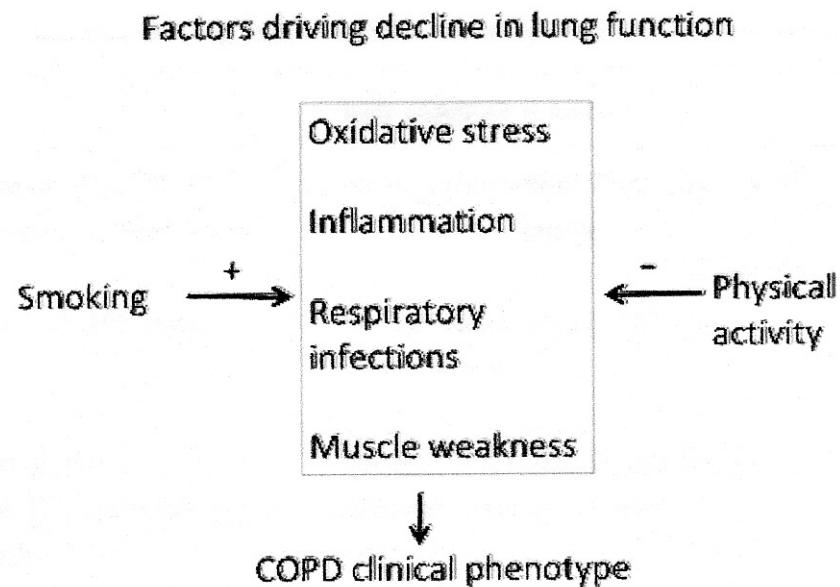 Factors driving decline in lung function
Oxidative stress
Inflammation
+
Smoking
Respiratory
infections
Muscle weakness
−
Physical
activity
COPD clinical phenotype